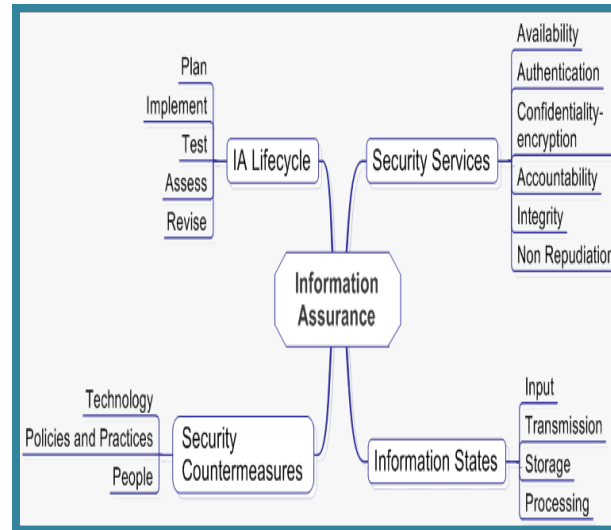 Plan
Implement
Test
Assess
Revise
IA Lifecycle
Security Services
Availability
Authentication
Confidentiality-
encryption
Accountability
Integrity
Non Repudiation
Information
Assurance
Technology
Policies and Practices
People
Security
Countermeasures
Information States
Input
Transmission
Storage
Processing